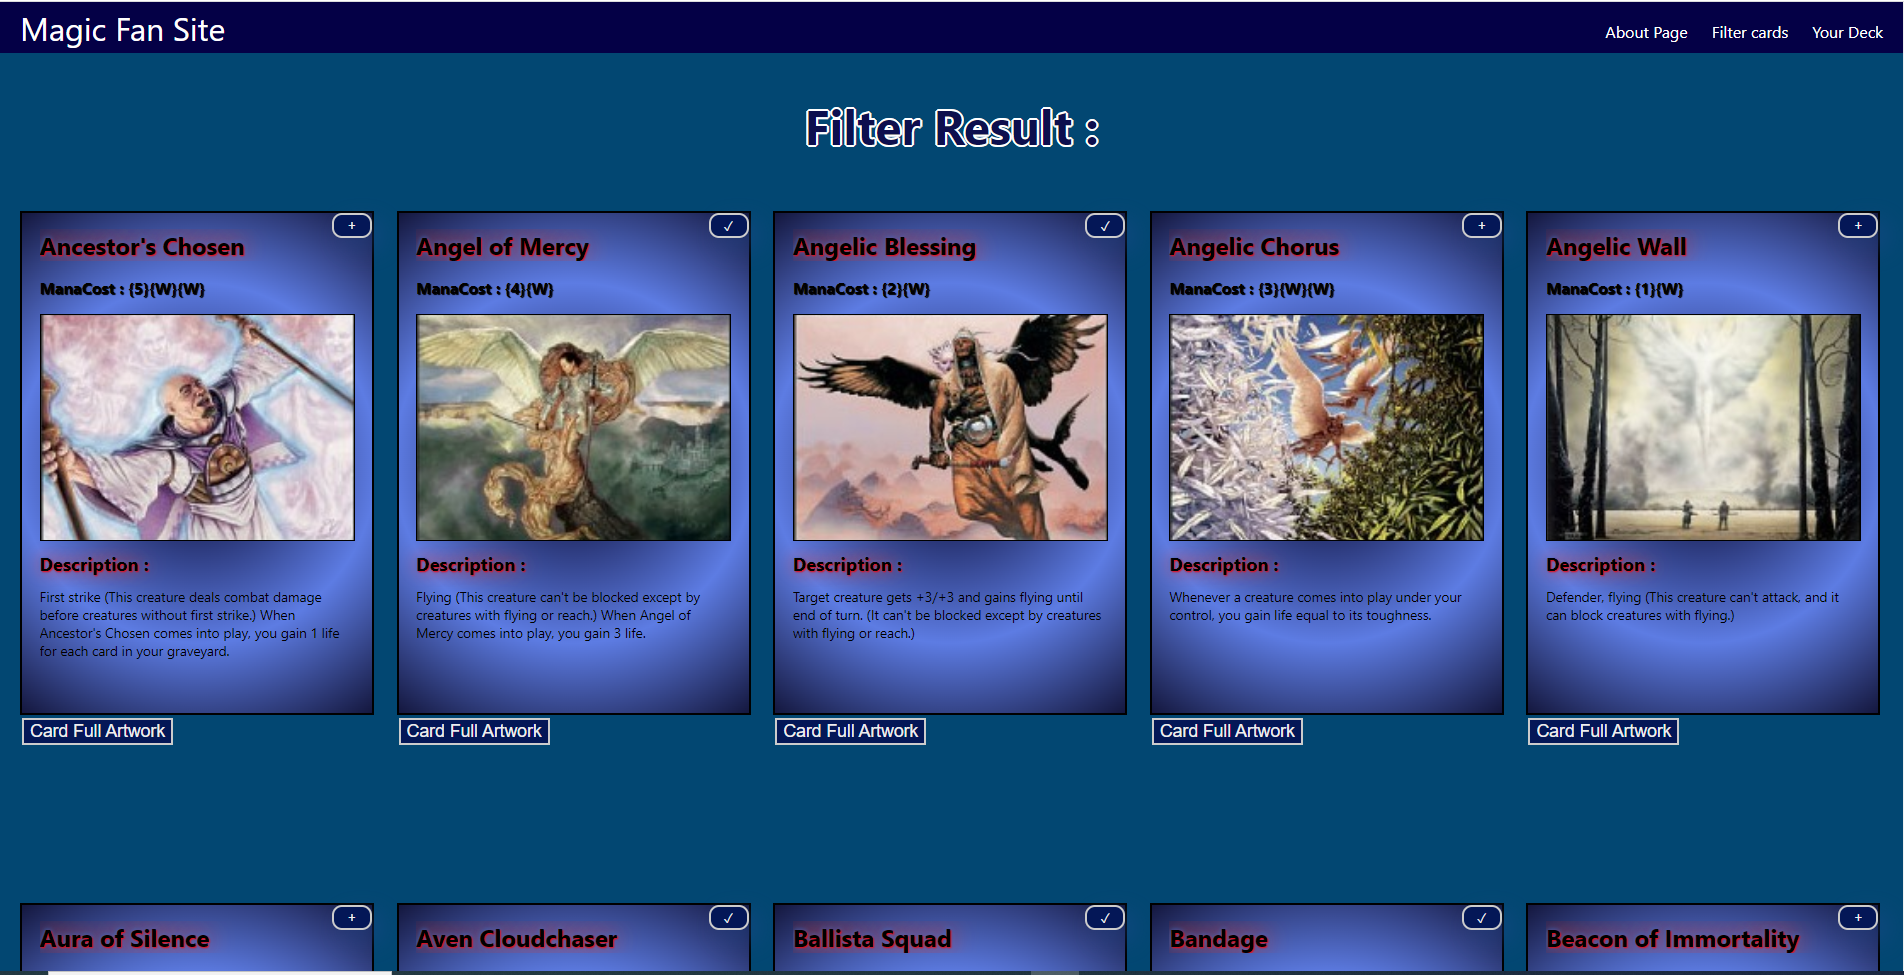 Magic Fan Site
About Page
Filter cards
Your Deck
Filter Result :
+
Ancestor's Chosen
ManaCost : {5}{W}{W}
Description :
First strike (This creature deals combat damage
before creatures without first strike.) When
Ancestor's Chosen comes into play, you gain 1 life
for each card in your graveyard.
Card Full Artwork
✓
Angel of Mercy
ManaCost : {4}{W}
Description :
Flying (This creature can't be blocked except by
creatures with flying or reach.) When Angel of
Mercy comes into play, you gain 3 life.
Card Full Artwork
✓
Angelic Blessing
ManaCost : {2}{W}
Description :
Target creature gets +3/+3 and gains flying until
end of turn. (It can't be blocked except by creatures
with flying or reach.)
Card Full Artwork
+
Angelic Chorus
ManaCost : {3}{W}{W}
Description :
Whenever a creature comes into play under your
control, you gain life equal to its toughness.
Card Full Artwork
+
Angelic Wall
ManaCost : {1}{W}
Description :
Defender, flying (This creature can't attack, and it
can block creatures with flying.)
Card Full Artwork
+
Aura of Silence
✓
Aven Cloudchaser
✓
Ballista Squad
✓
Bandage
+
Beacon of Immortality